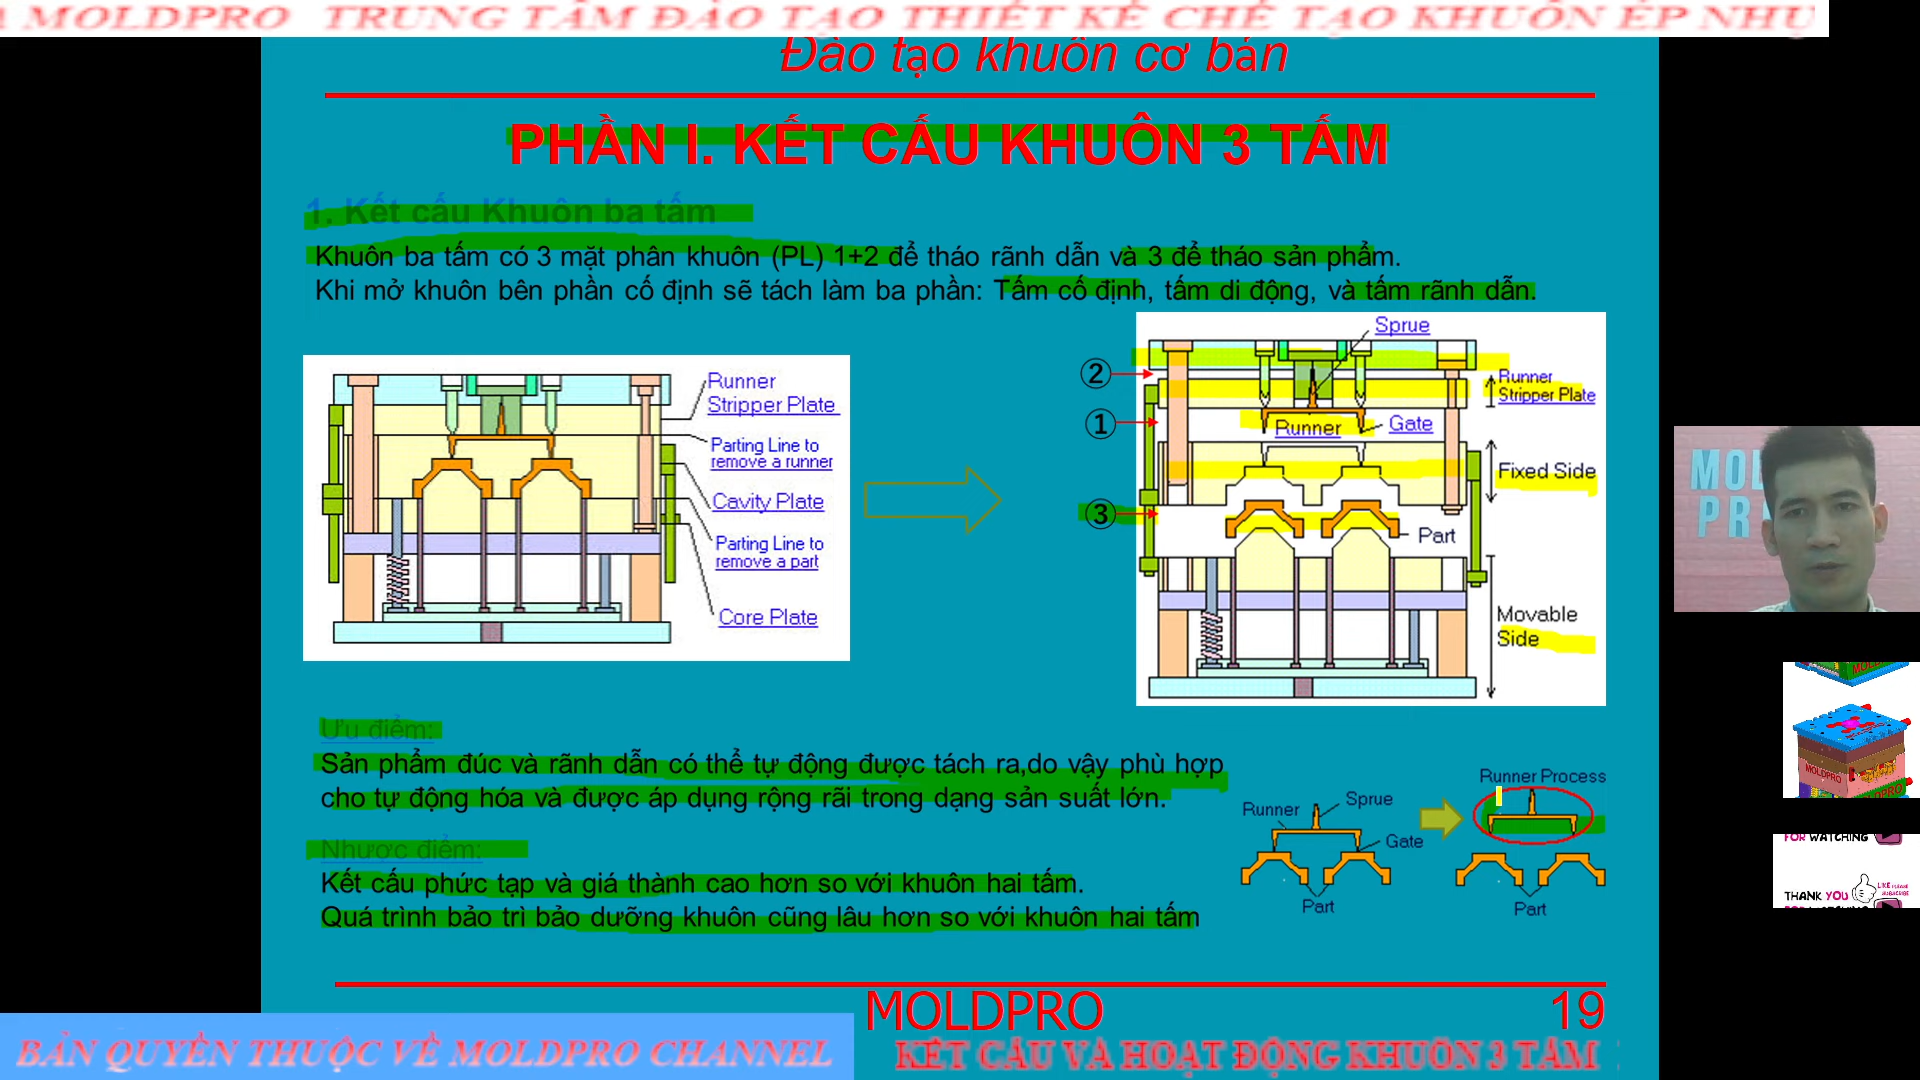 A MOLDPRO TRUNG TÂM ĐÀO TẠO THIẾT KẾ CHẾ TẠO KHUÔN ÉP NHỰ
Đào tạo khuôn cơ bản
PHẦN I. KẾT CẤU KHUÔN 3 TẤM
1. Kết cấu Khuôn ba tấm
Khuôn ba tấm có 3 mặt phân khuôn (PL) 1+2 để tháo rãnh dẫn và 3 để tháo sản phẩm.
Khi mở khuôn bên phần cố định sẽ tách làm ba phần: Tấm cố định, tấm di động, và tấm rãnh dẫn.
Runner
Stripper Plate
Parting Line to
remove a runner
Cavity Plate
Parting Line to
remove a part
Core Plate
Sprue
②
Runner
Stripper Plate
①
Runner
Gate
Fixed Side
③
Part
Movable
Side
MOLD
PR
Ưu điểm:
Sản phẩm đúc và rãnh dẫn có thể tự động được tách ra,do vậy phù hợp
cho tự động hóa và được áp dụng rộng rãi trong dạng sản suất lớn.
Nhược điểm:
Kết cấu phức tạp và giá thành cao hơn so với khuôn hai tấm.
Quá trình bảo trì bảo dưỡng khuôn cũng lâu hơn so với khuôn hai tấm
Runner
Sprue
Gate
Part
Runner Process
Part
MOLDPRO
FOR WATCHING
THANK YOU
MOLDPRO
19
BẢN QUYỀN THUỘC VỀ MOLDPRO CHANNEL
KẾT CẤU VÀ HOẠT ĐỘNG KHUÔN 3 TẤM